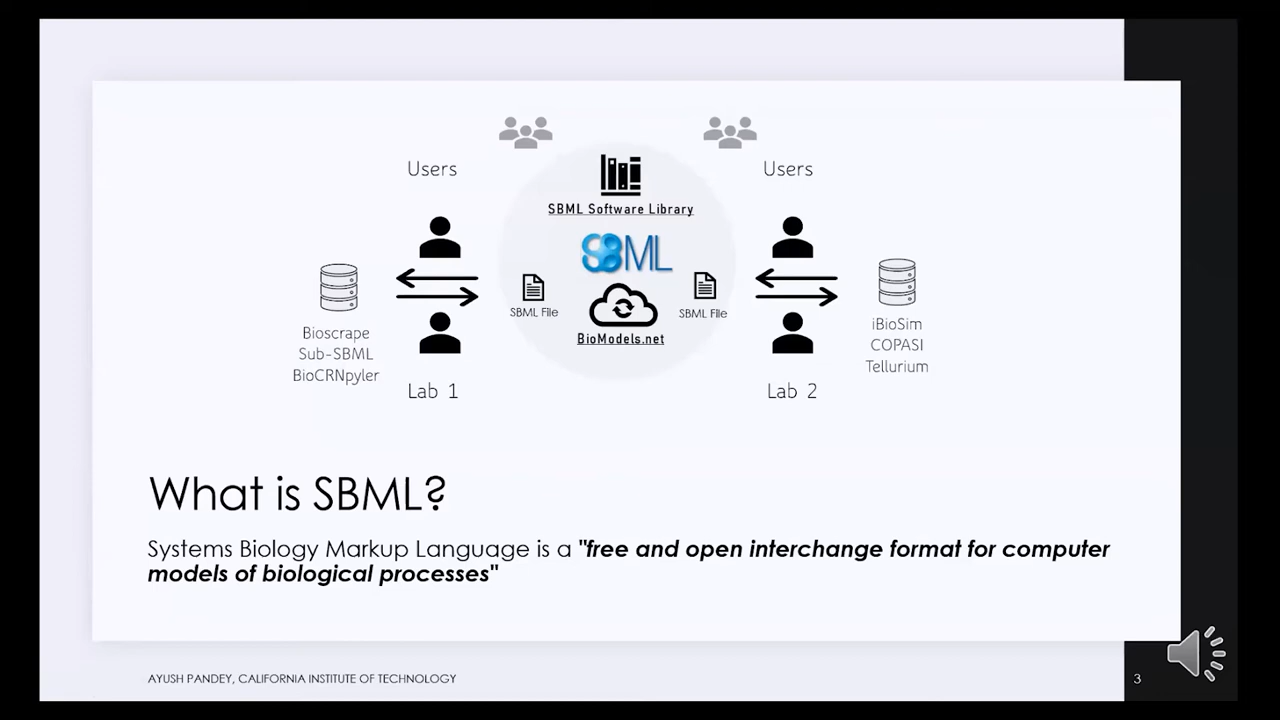 Users
Users
SBML Software Library
SBML
SBML File
SBML File
BioModels.net
Bioscrape
Sub-SBML
BioCRNpyler
iBioSim
COPASI
Tellurium
Lab 1
Lab 2
What is SBML?
Systems Biology Markup Language is a "free and open interchange format for computer
models of biological processes"
AYUSH PANDEY, CALIFORNIA INSTITUTE OF TECHNOLOGY
3